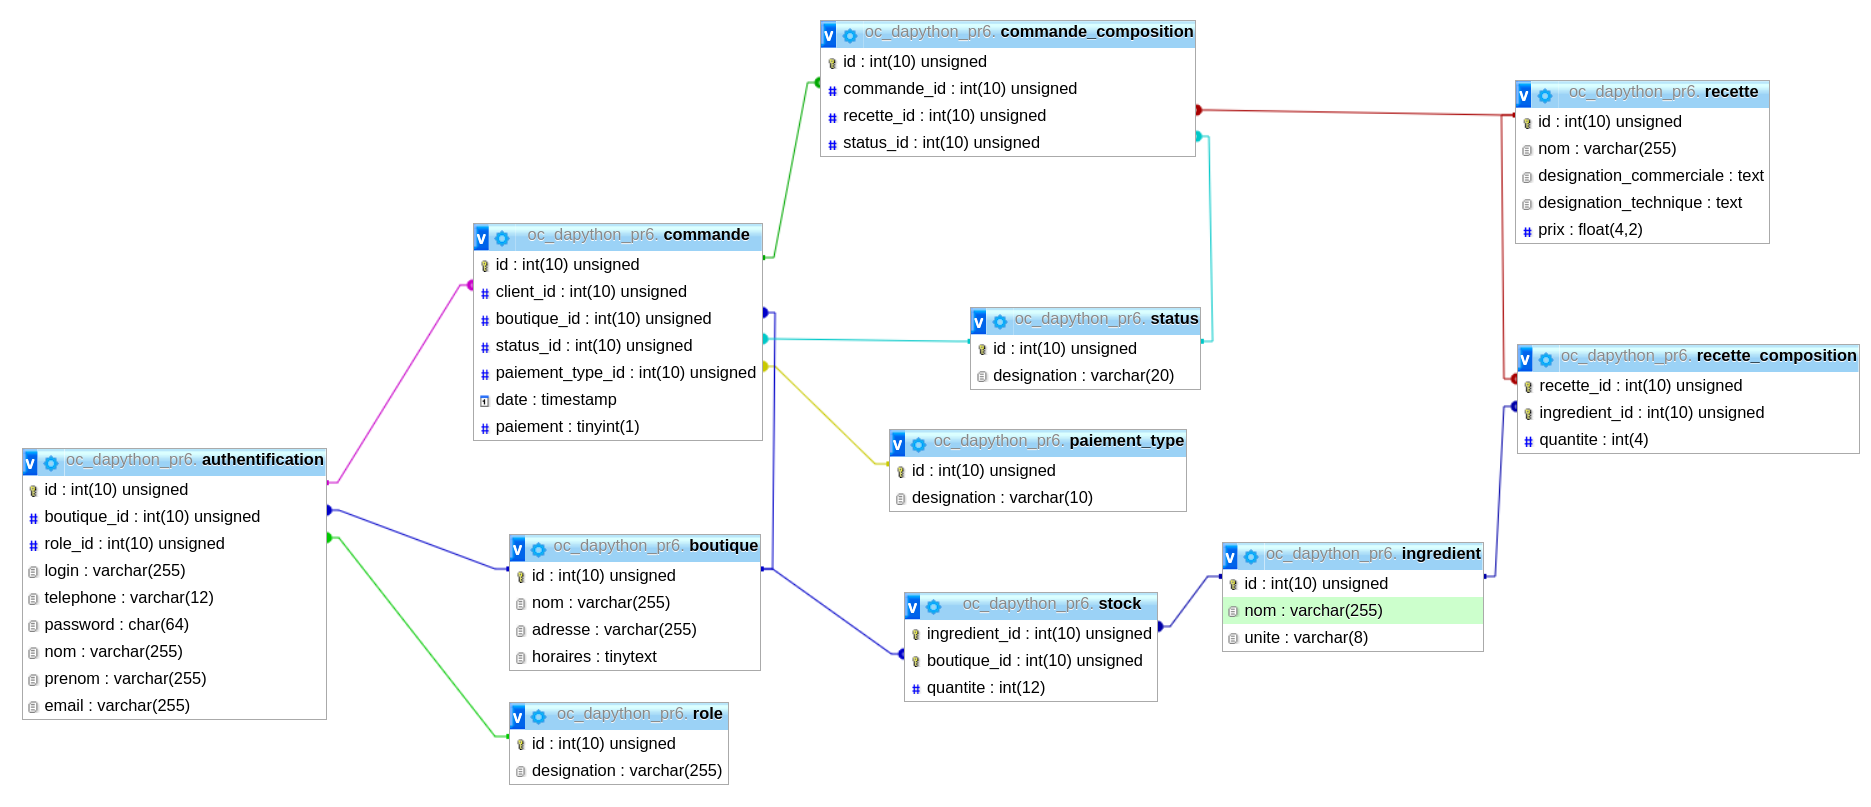 oc_dapython_pr6. commande_composition
id : int(10) unsigned
commande_id : int(10) unsigned
recette_id : int(10) unsigned
status_id : int(10) unsigned
oc_dapython_pr6. recette
id : int(10) unsigned
nom : varchar(255)
designation_commerciale : text
designation_technique : text
prix : float(4,2)
oc_dapython_pr6. commande
id : int(10) unsigned
client_id : int(10) unsigned
boutique_id : int(10) unsigned
status_id : int(10) unsigned
paiement_type_id : int(10) unsigned
date : timestamp
paiement : tinyint(1)
oc_dapython_pr6. status
id : int(10) unsigned
designation : varchar(20)
oc_dapython_pr6. recette_composition
recette_id : int(10) unsigned
ingredient_id : int(10) unsigned
quantite : int(4)
oc_dapython_pr6. paiement_type
id : int(10) unsigned
designation : varchar(10)
oc_dapython_pr6. authentification
id : int(10) unsigned
boutique_id : int(10) unsigned
role_id : int(10) unsigned
login : varchar(255)
telephone : varchar(12)
password : char(64)
nom : varchar(255)
prenom : varchar(255)
email : varchar(255)
oc_dapython_pr6. boutique
id : int(10) unsigned
nom : varchar(255)
adresse : varchar(255)
horaires : tinytext
oc_dapython_pr6. ingredient
id : int(10) unsigned
nom : varchar(255)
unite : varchar(8)
oc_dapython_pr6. stock
ingredient_id : int(10) unsigned
boutique_id : int(10) unsigned
quantite : int(12)
oc_dapython_pr6. role
id : int(10) unsigned
designation : varchar(255)